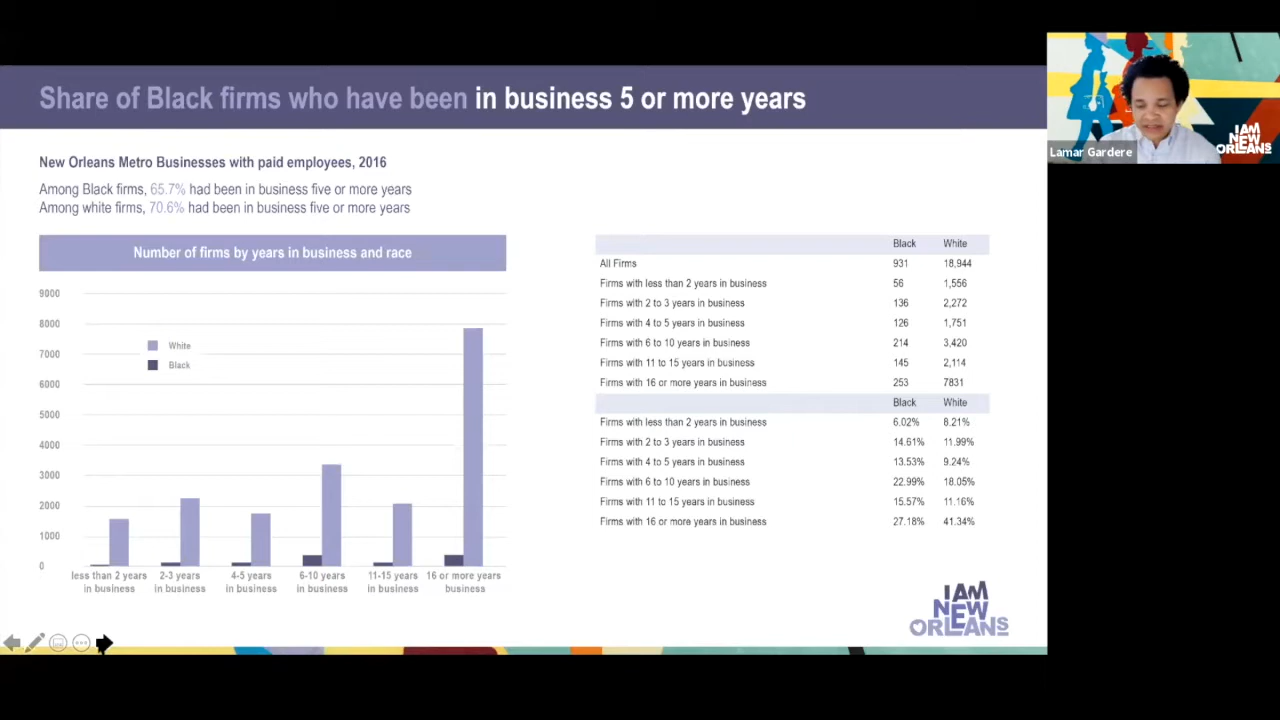 Share of Black firms who have been in business 5 or more years
New Orleans Metro Businesses with paid employees, 2016
Among Black firms, 65.7% had been in business five or more years
Among white firms, 70.6% had been in business five or more years
Number of firms by years in business and race
9000
8000
7000
6000
5000
4000
3000
2000
1000
0
White
Black
less than 2 years in business
2-3 years in business
4-5 years in business
6-10 years in business
11-15 years in business
16 or more years business
Black White
All Firms 931 18,944
Firms with less than 2 years in business 56 1,556
Firms with 2 to 3 years in business 136 2,272
Firms with 4 to 5 years in business 126 1,751
Firms with 6 to 10 years in business 214 3,420
Firms with 11 to 15 years in business 145 2,114
Firms with 16 or more years in business 253 7831
Black White
Firms with less than 2 years in business 6.02% 8.21%
Firms with 2 to 3 years in business 14.61% 11.99%
Firms with 4 to 5 years in business 13.53% 9.24%
Firms with 6 to 10 years in business 22.99% 18.05%
Firms with 11 to 15 years in business 15.57% 11.16%
Firms with 16 or more years in business 27.18% 41.34%
I AM
NEW
ORLEANS
Lamar Gardere
I AM
NEW
ORLEANS